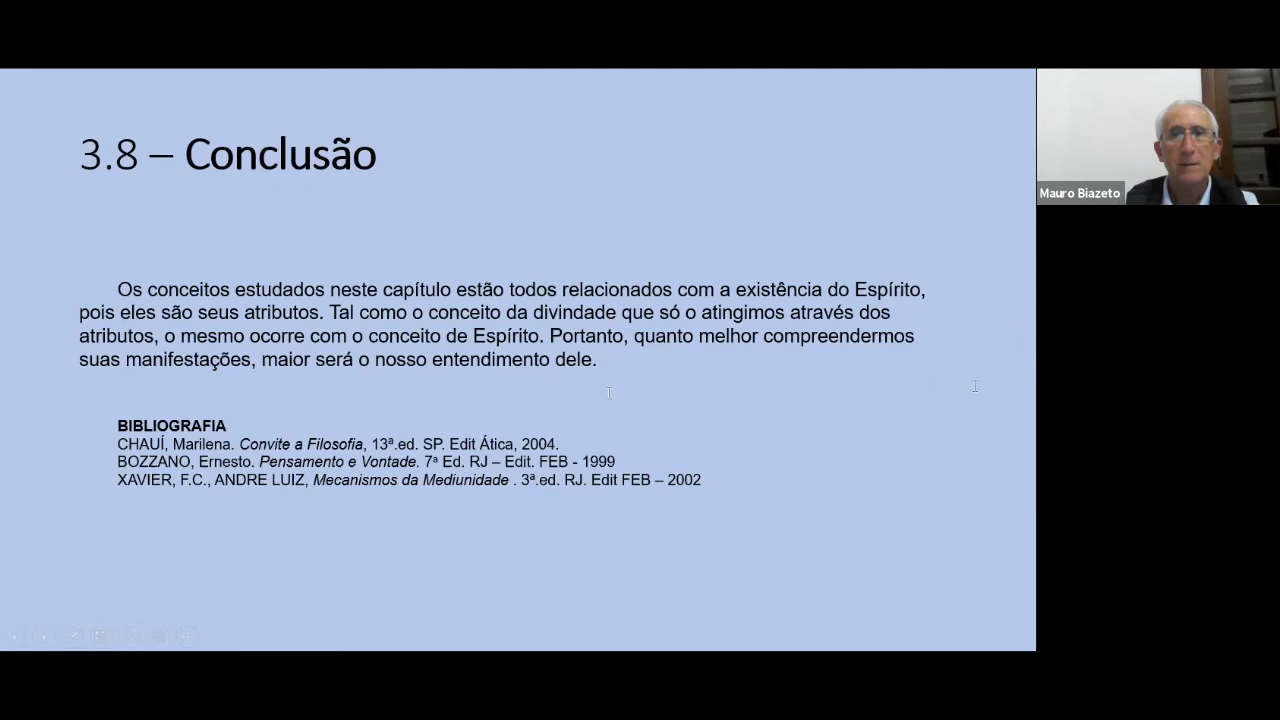 3.8 – Conclusão
Mauro Biazeto
Os conceitos estudados neste capítulo estão todos relacionados com a existência do Espírito,
pois eles são seus atributos. Tal como o conceito da divindade que só o atingimos através dos
atributos, o mesmo ocorre com o conceito de Espírito. Portanto, quanto melhor compreendermos
suas manifestações, maior será o nosso entendimento dele.
BIBLIOGRAFIA
CHAUÍ, Marilena. Convite a Filosofia, 13ª.ed. SP. Edit Ática, 2004.
BOZZANO, Ernesto. Pensamento e Vontade. 7ª Ed. RJ – Edit. FEB - 1999
XAVIER, F.C., ANDRE LUIZ, Mecanismos da Mediunidade . 3ª.ed. RJ. Edit FEB – 2002